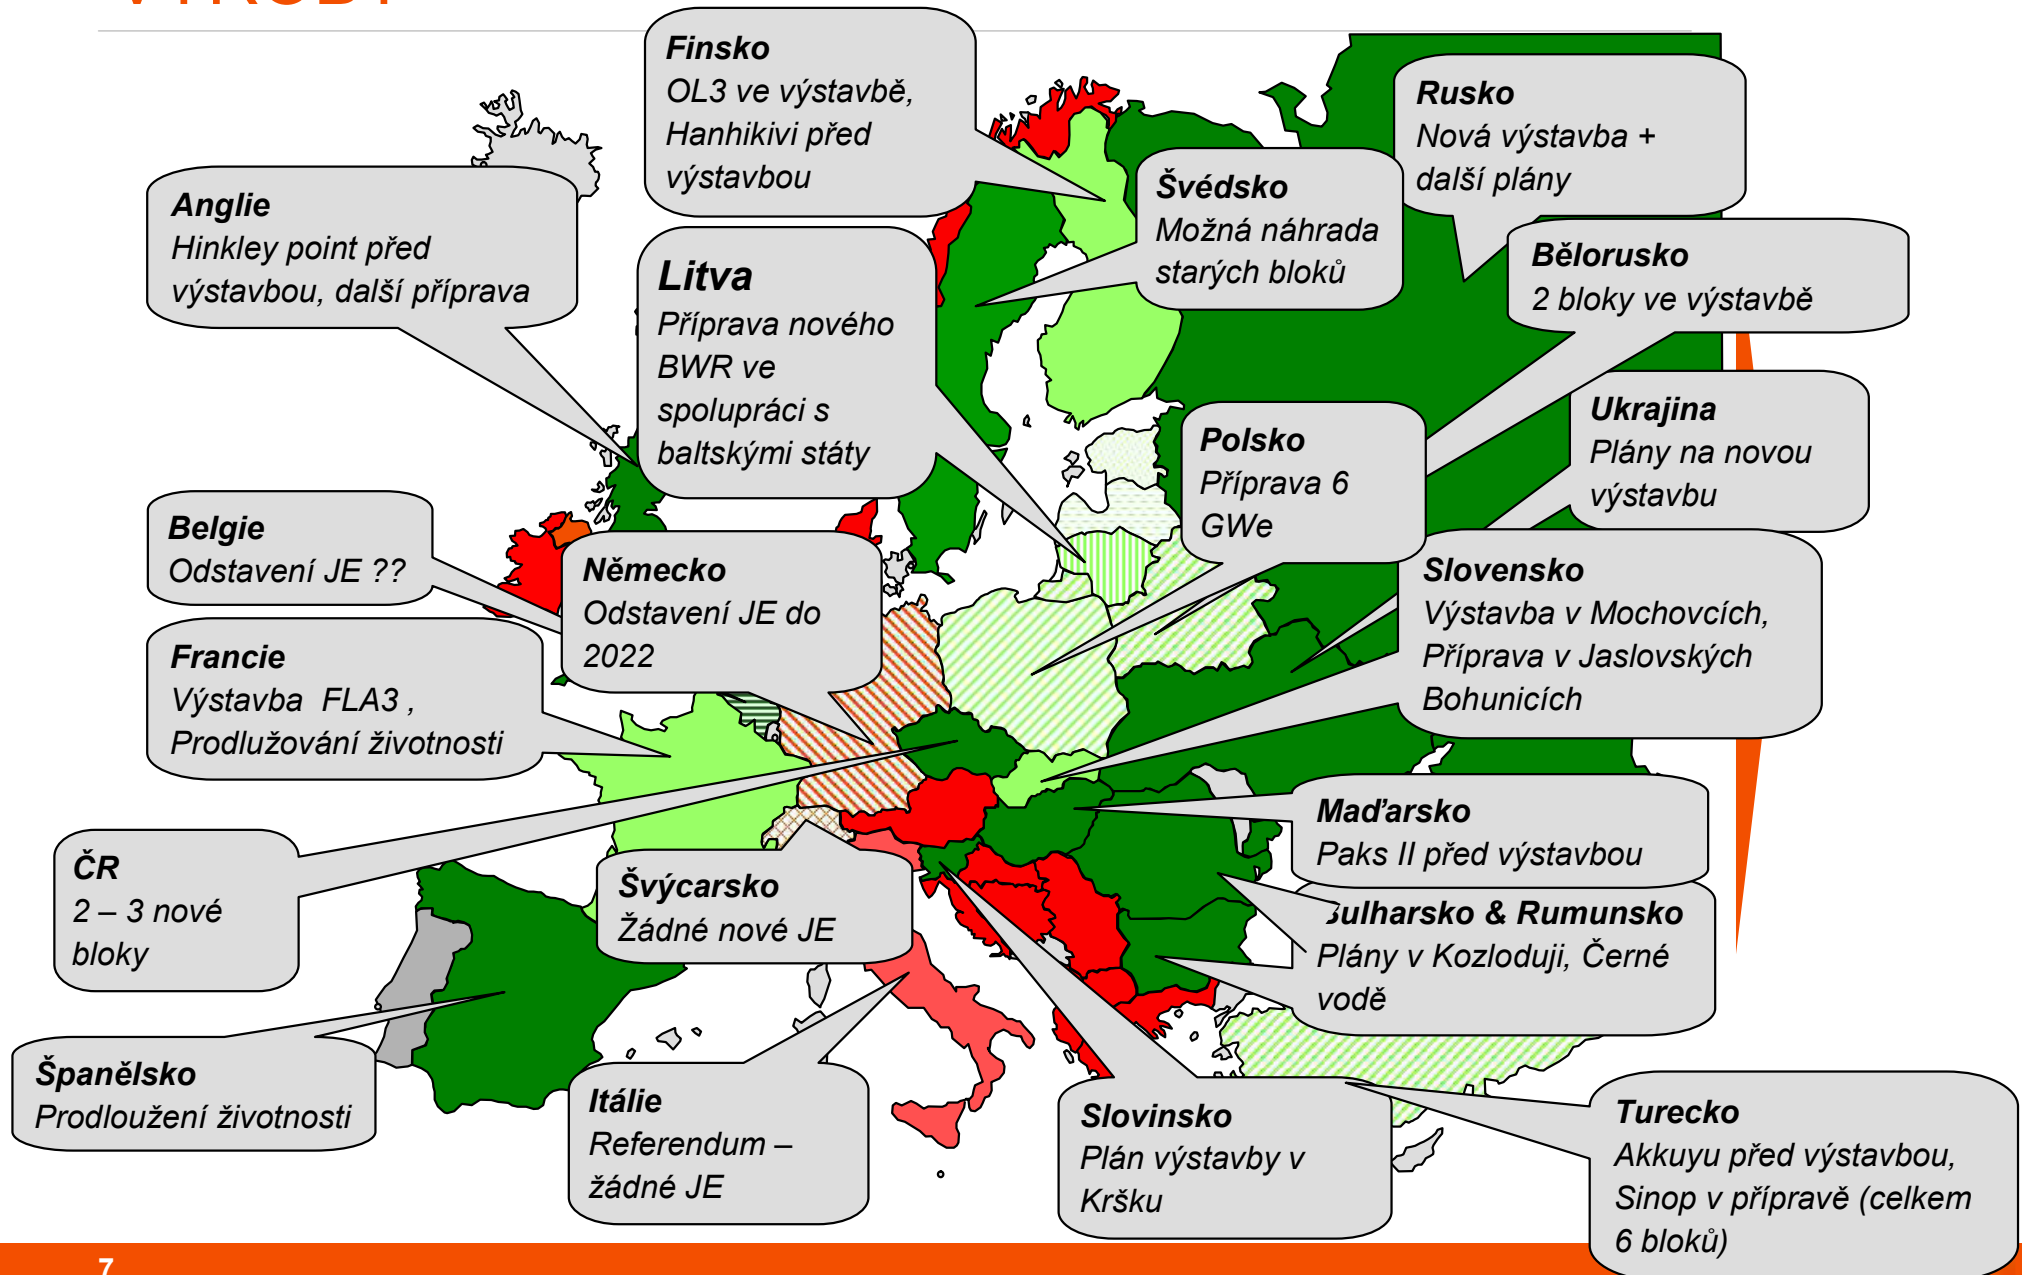 Finsko
OL3 ve výstavbě,
Hanhikivi před
výstavbou
Rusko
Nová výstavba +
další plány
Anglie
Hinkley point před
výstavbou, další příprava
Švédsko
Možná náhrada
starých bloků
Litva
Příprava nového
BWR ve
spolupráci s
baltskými státy
Bělorusko
2 bloky ve výstavbě
Ukrajina
Plány na novou
výstavbu
Polsko
Příprava 6
GWe
Belgie
Odstavení JE ??
Německo
Odstavení JE do
2022
Slovensko
Výstavba v Mochovcích,
Příprava v Jaslovských
Bohunicích
Francie
Výstavba  FLA3 ,
Prodlužování životnosti
Maďarsko
Paks II před výstavbou
ČR
2 – 3 nové
bloky
Švýcarsko
Žádné nové JE
ulharsko & Rumunsko
Plány v Kozloduji, Černé
vodě
Španělsko
Prodloužení životnosti
Itálie
Referendum –
žádné JE
Slovinsko
Plán výstavby v
Kršku
Turecko
Akkuyu před výstavbou,
Sinop v přípravě (celkem
6 bloků)
7